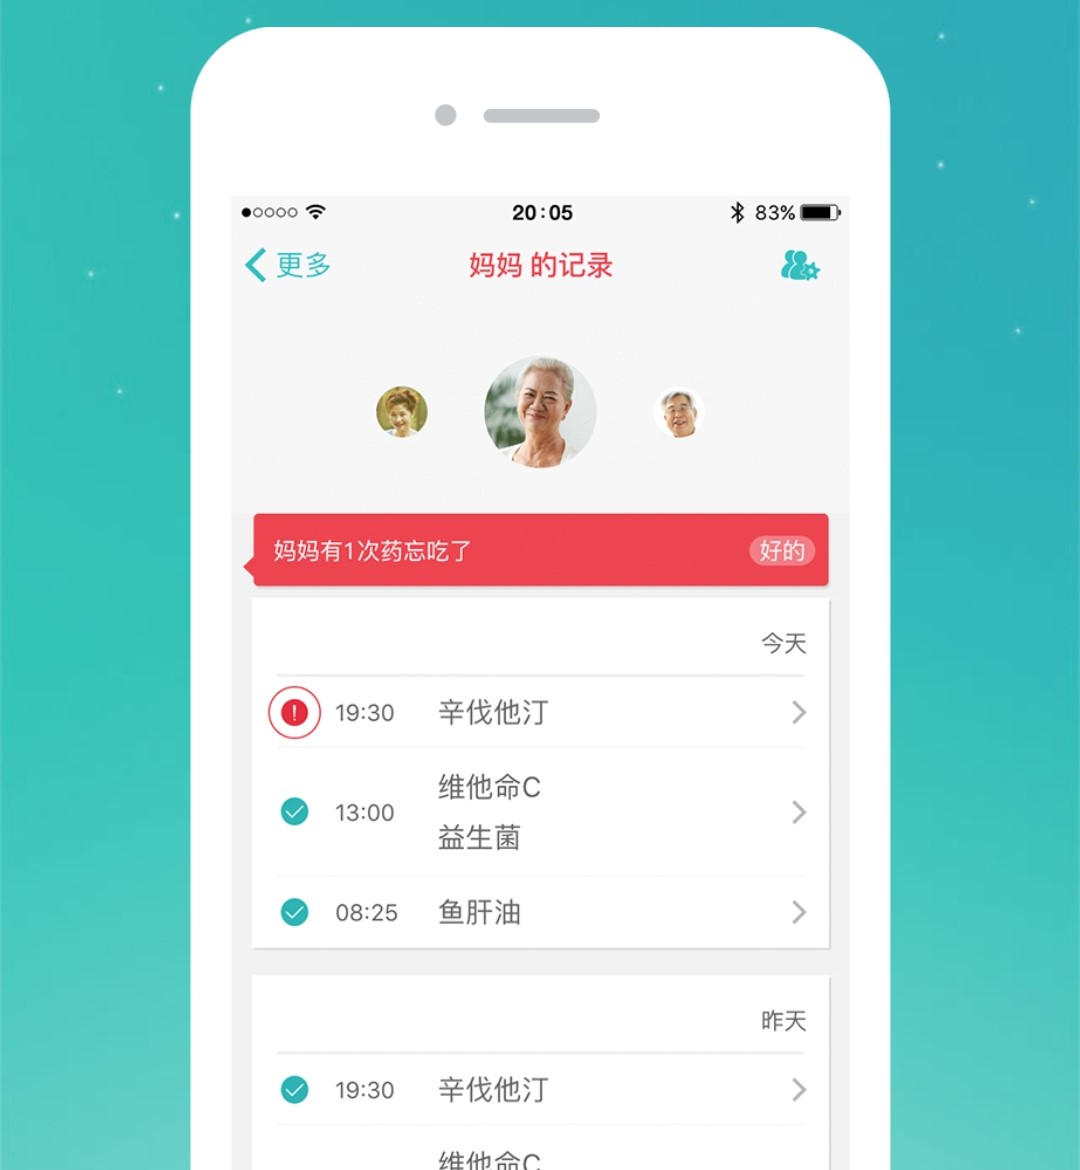 20:05
83%
更多
妈妈 的记录
妈妈有1次药忘吃了
好的
今天
19:30
辛伐他汀
13:00
维他命C
益生菌
08:25
鱼肝油
昨天
19:30
辛伐他汀
维他命C